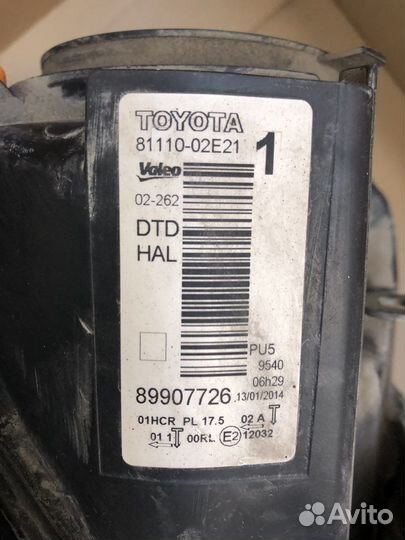 TOYOTA
81110-02E21 1
Valeo
02-262
DTD
HAL
PU5
9540
06h29
89907726 .13/01/2014
01HCR PL 17.5 02 A
01 1 00RL E2 12032
Avito